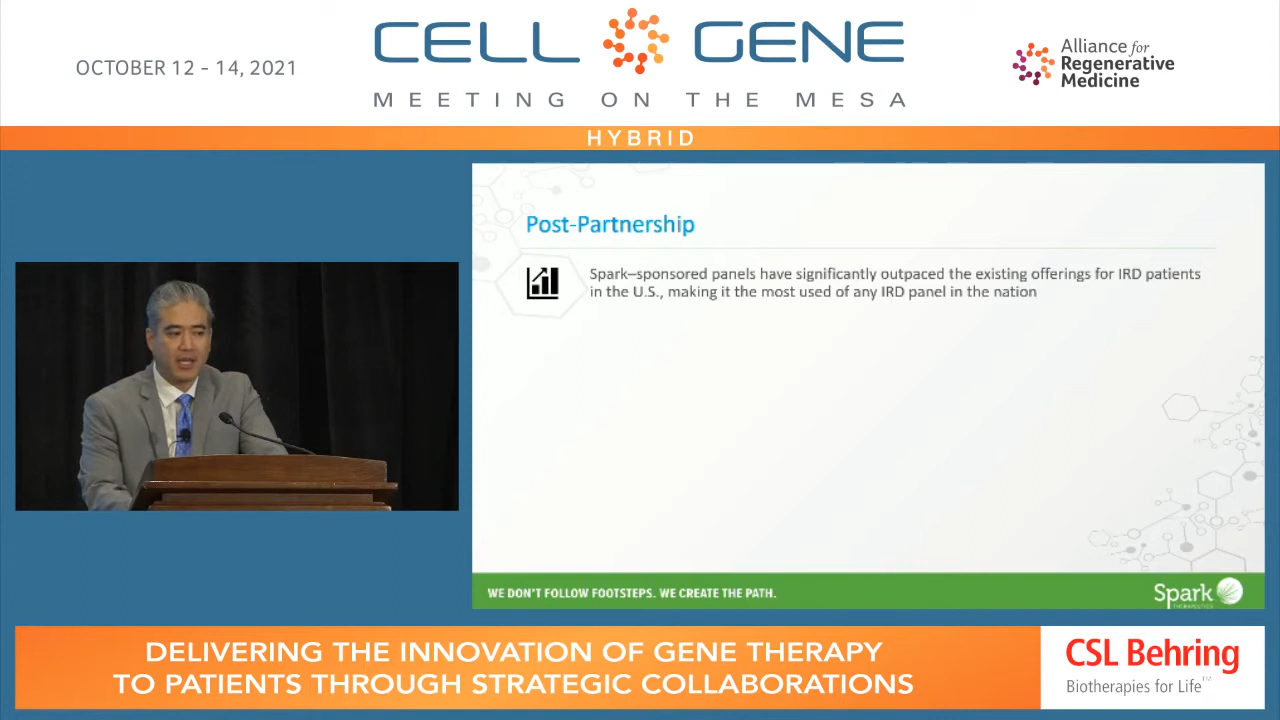 OCTOBER 12 - 14, 2021
CELL GENE
MEETING ON THE MESA
Alliance for
Regenerative
Medicine
HYBRID
Post-Partnership
Spark–sponsored panels have significantly outpaced the existing offerings for IRD patients
in the U.S., making it the most used of any IRD panel in the nation
WE DON'T FOLLOW FOOTSTEPS. WE CREATE THE PATH.
Spark
THERAPEUTICS
DELIVERING THE INNOVATION OF GENE THERAPY
TO PATIENTS THROUGH STRATEGIC COLLABORATIONS
CSL Behring
Biotherapies for Life™